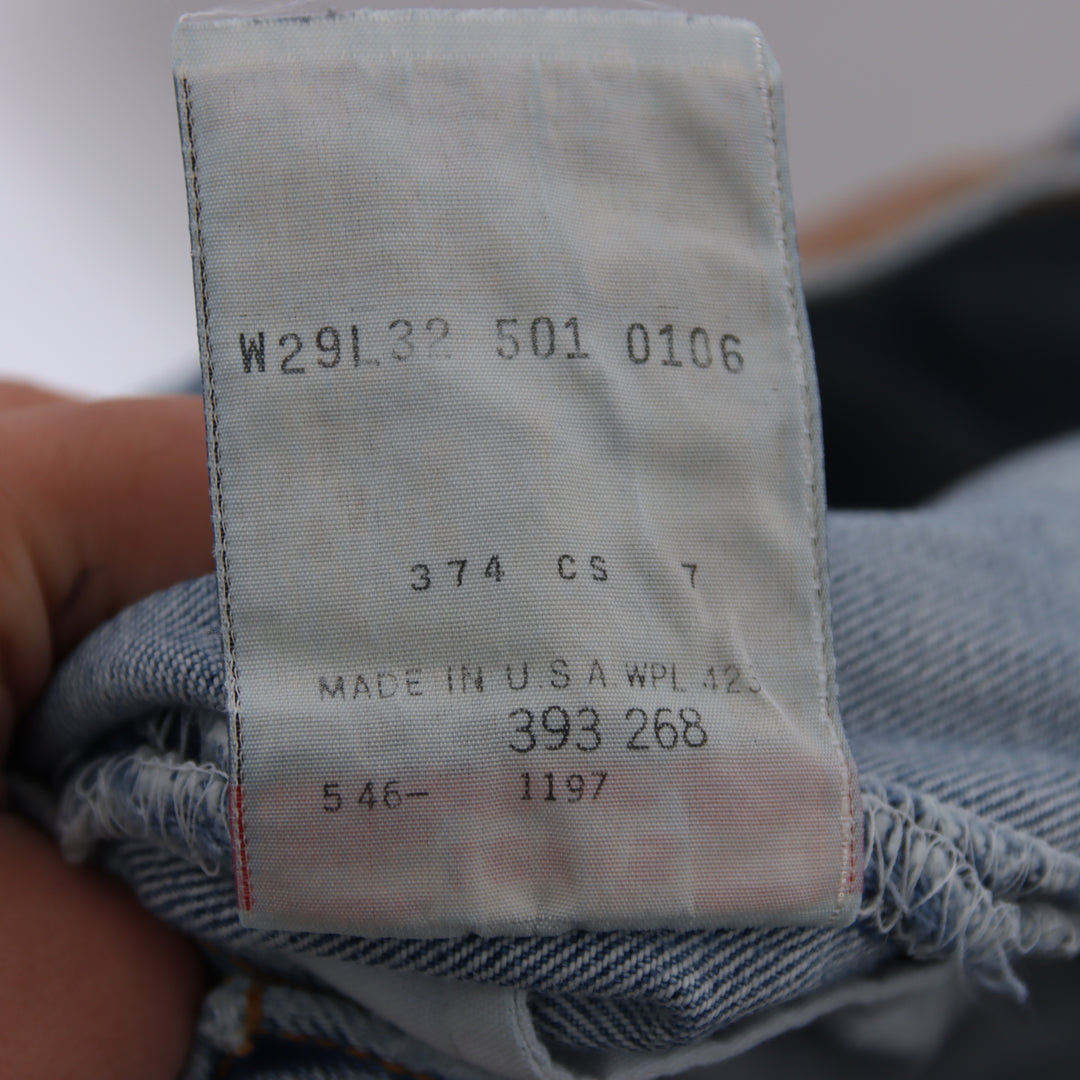 W29L32 501 0106
374 CS 7
MADE IN U.S.A. WPL 423
393 268
546- 1197